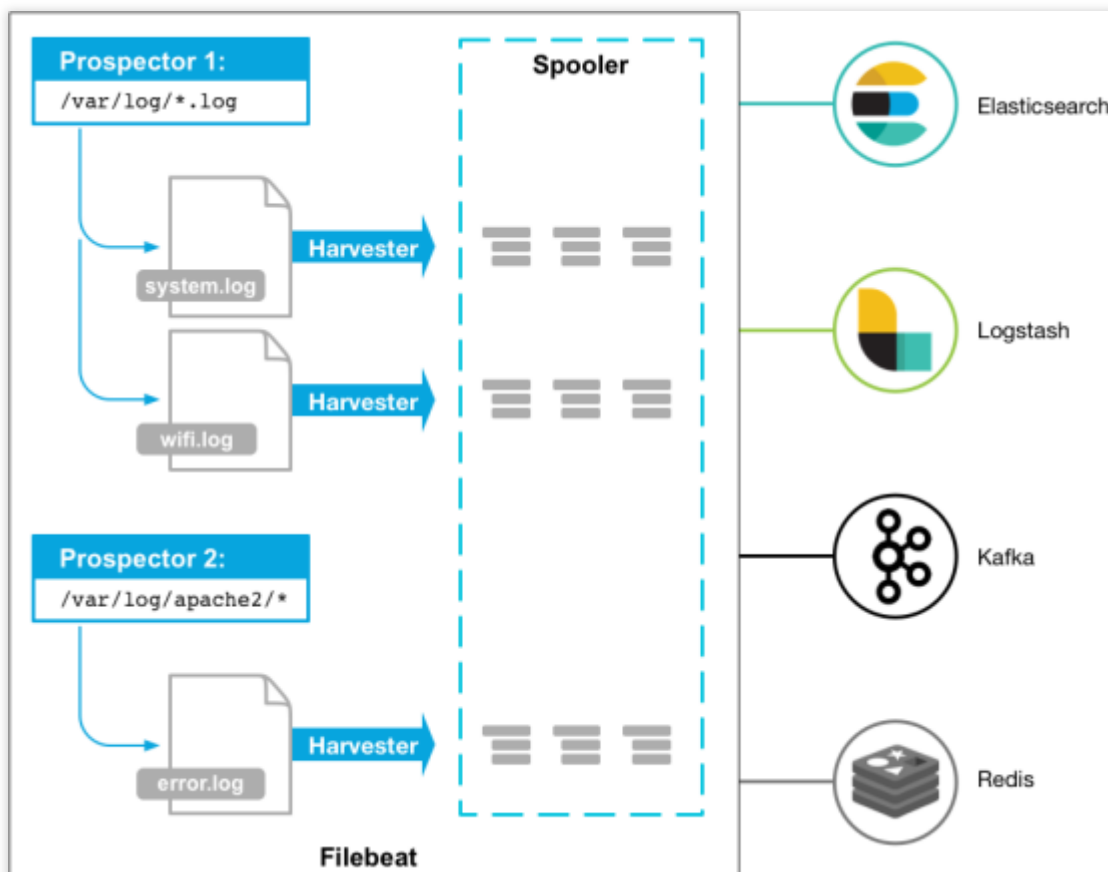 Prospector 1:
/var/log/*.log
Spooler
system.log
Harvester
wifi.log
Harvester
Prospector 2:
/var/log/apache2/*
error.log
Harvester
Filebeat
Elasticsearch
Logstash
Kafka
Redis